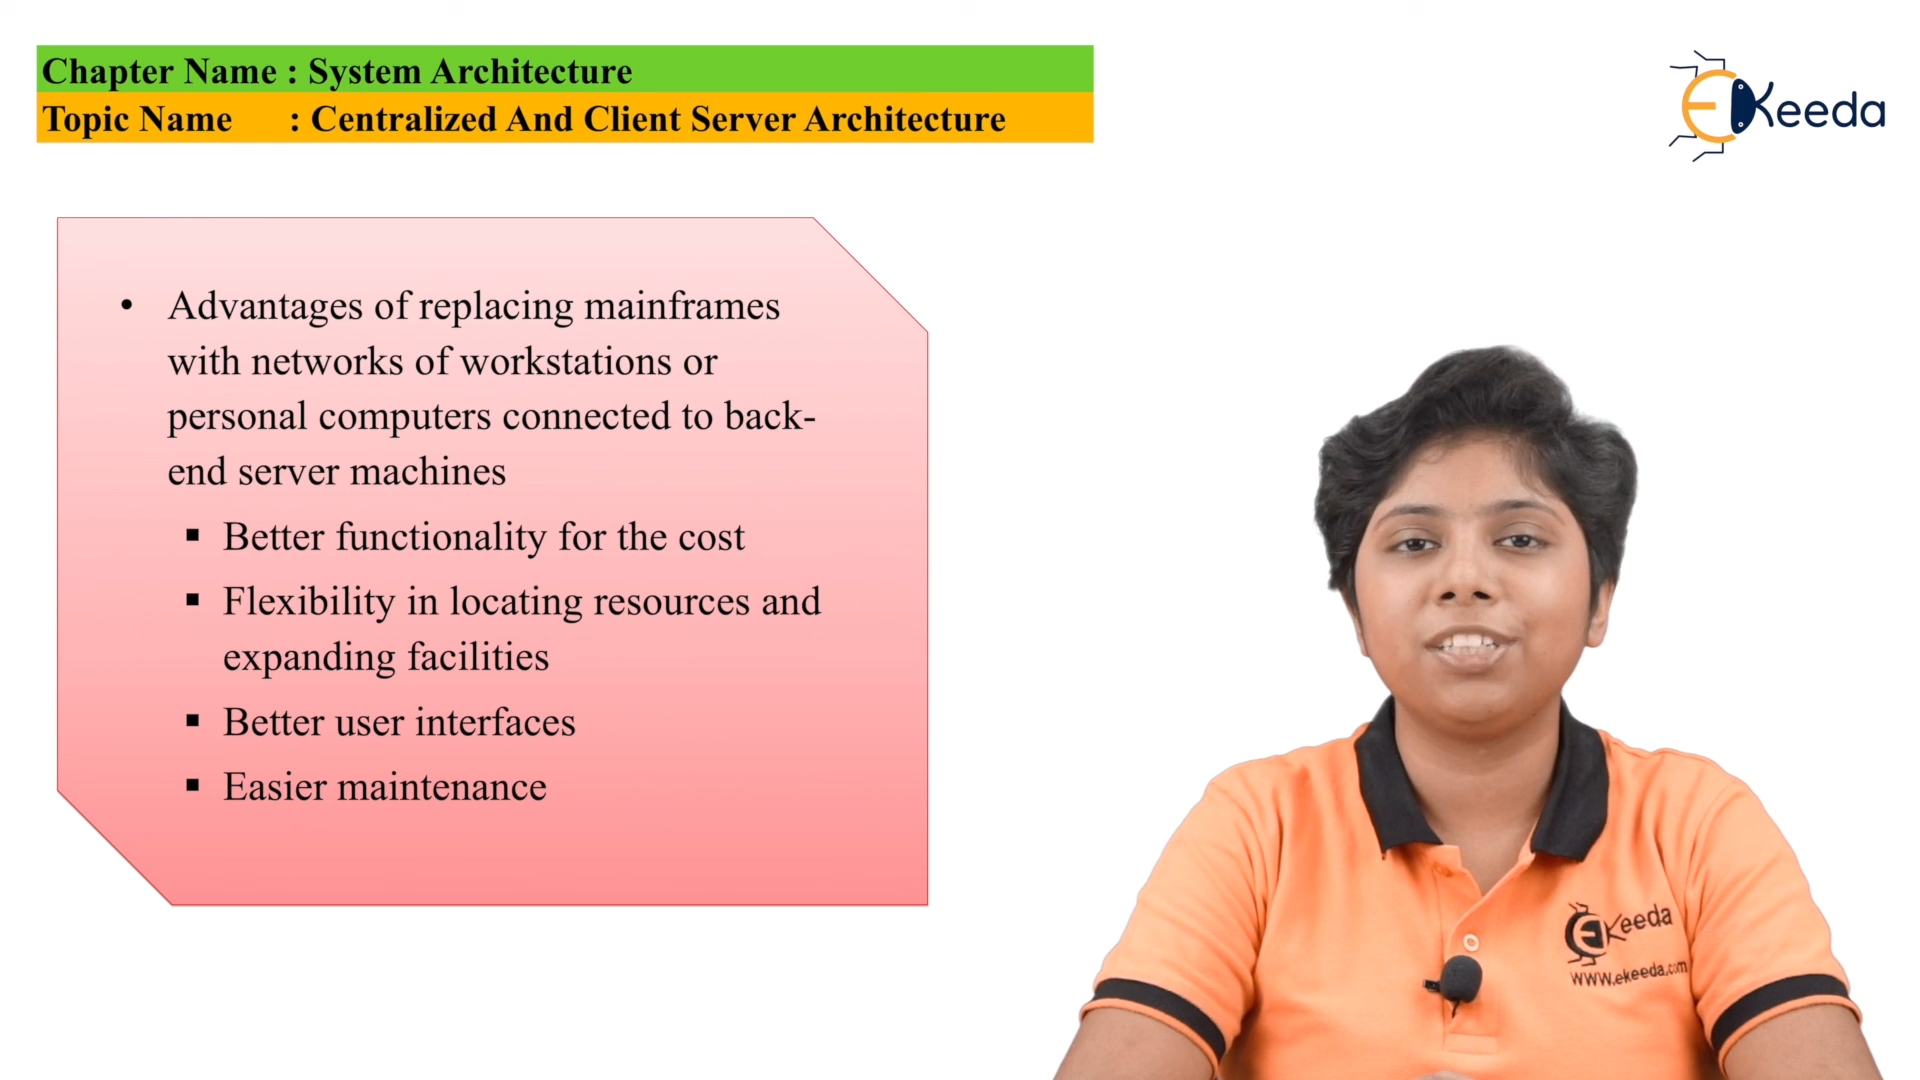 Chapter Name : System Architecture
Topic Name : Centralized And Client Server Architecture
EKeeda
• Advantages of replacing mainframes
with networks of workstations or
personal computers connected to back-
end server machines
▪ Better functionality for the cost
▪ Flexibility in locating resources and
expanding facilities
▪ Better user interfaces
▪ Easier maintenance
EKeeda
www.ekeeda.com